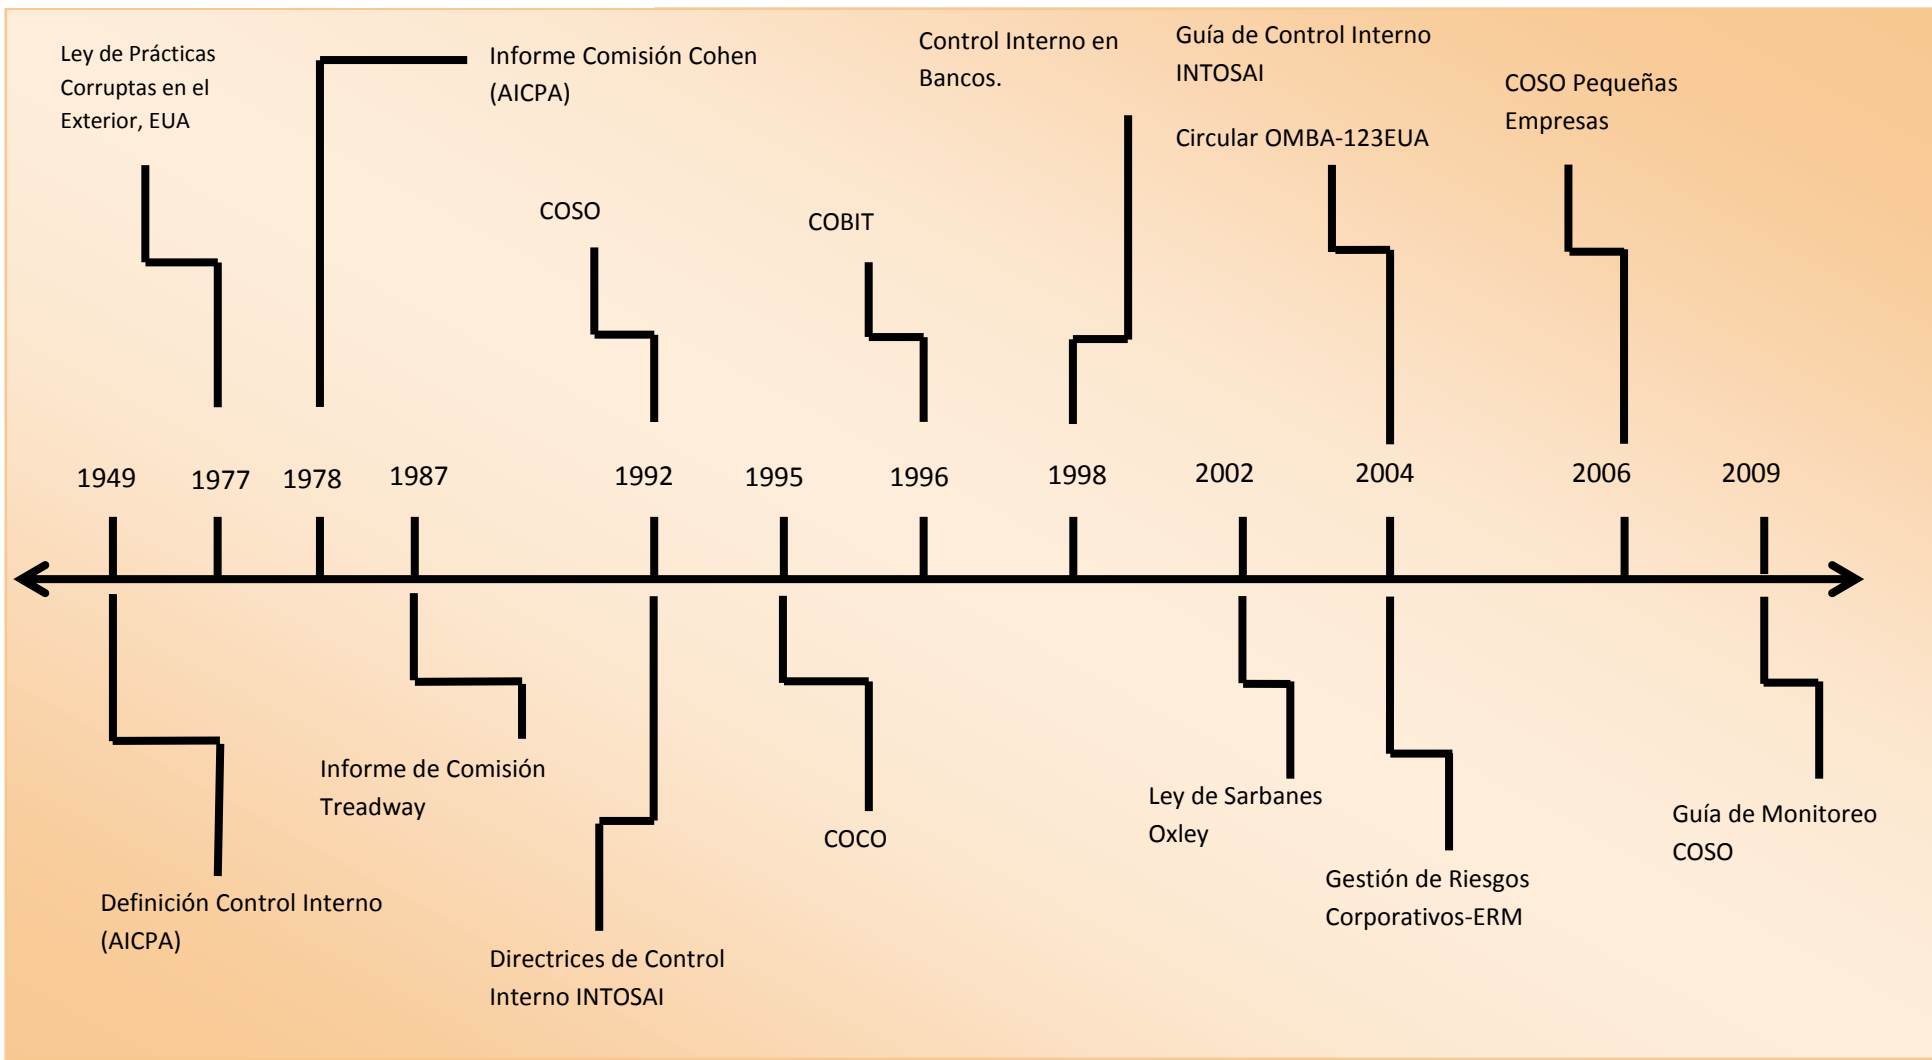 Ley de Prácticas
Corruptas en el
Exterior, EUA
Informe Comisión Cohen
(AICPA)
COSO
COBIT
Control Interno en
Bancos.
Guía de Control Interno
INTOSAI
Circular OMBA-123EUA
COSO Pequeñas
Empresas
1949
1977
1978
1987
1992
1995
1996
1998
2002
2004
2006
2009
Definición Control Interno
(AICPA)
Informe de Comisión
Treadway
Directrices de Control
Interno INTOSAI
COCO
Ley de Sarbanes
Oxley
Gestión de Riesgos
Corporativos-ERM
Guía de Monitoreo
COSO